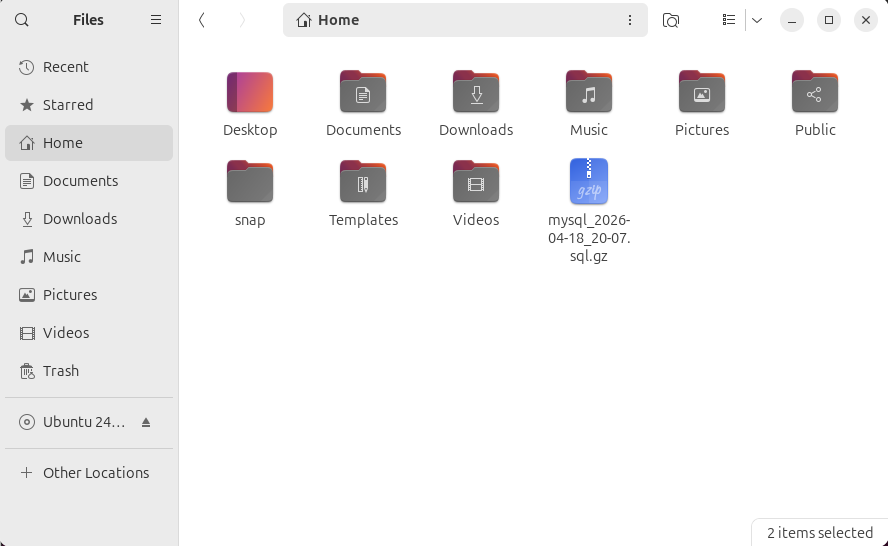 Files
Home
Recent
Starred
Home
Documents
Downloads
Music
Pictures
Videos
Trash
Ubuntu 24…
Other Locations
Desktop
Documents
Downloads
Music
Pictures
Public
snap
Templates
Videos
gzip
mysql_2026-
04-18_20-07.
sql.gz
2 items selected